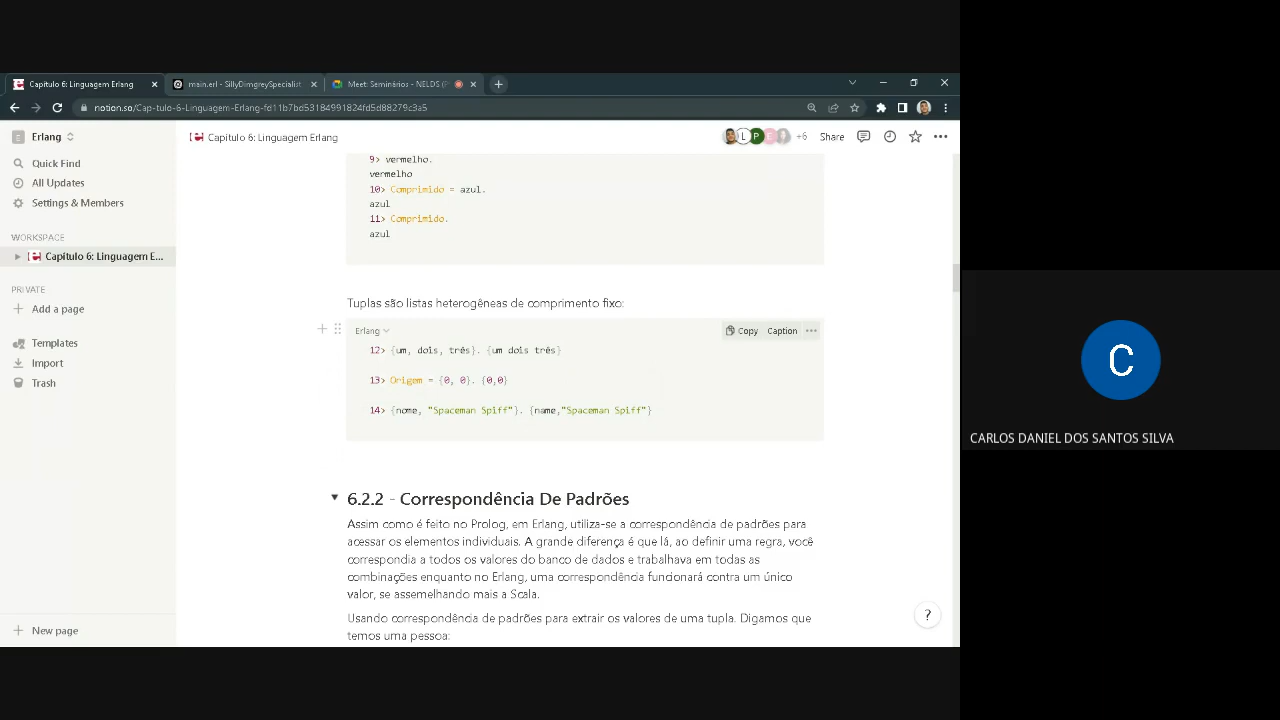 Capítulo 6: Linguagem Erlang
main.erl - SillyDimgreySpecialist
Meet: Seminários - NELDS (P
notion.so/Cap-tulo-6-Linguagem-Erlang-fd11b7bd53184991824fd5d88279c3a5
Erlang
Capítulo 6: Linguagem Erlang
L P +6 Share
Quick Find
All Updates
Settings & Members
WORKSPACE
Capítulo 6: Linguagem E...
PRIVATE
Add a page
Templates
Import
Trash
New page
9> vermelho.
vermelho
10> Comprimido = azul.
azul
11> Comprimido.
azul
Tuplas são listas heterogêneas de comprimento fixo:
Erlang Copy Caption
12> {um, dois, três}. {um dois três}
13> Origem = {0, 0}. {0,0}
14> {nome, "Spaceman Spiff"}. {name,"Spaceman Spiff"}
6.2.2 - Correspondência De Padrões
Assim como é feito no Prolog, em Erlang, utiliza-se a correspondência de padrões para
acessar os elementos individuais. A grande diferença é que lá, ao definir uma regra, você
correspondia a todos os valores do banco de dados e trabalhava em todas as
combinações enquanto no Erlang, uma correspondência funcionará contra um único
valor, se assemelhando mais a Scala.
Usando correspondência de padrões para extrair os valores de uma tupla. Digamos que
temos uma pessoa:
?
C
CARLOS DANIEL DOS SANTOS SILVA